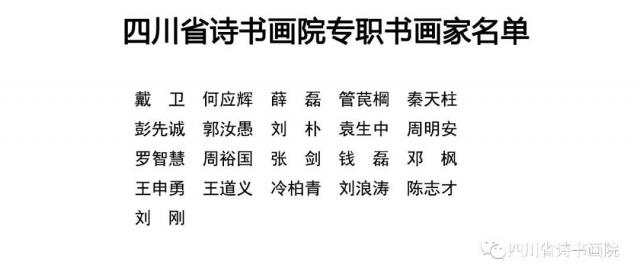 四川省诗书画院专职书画家名单
戴 卫 何应辉 薛 磊 管苠棡 秦天柱
彭先诚 郭汝愚 刘 朴 袁生中 周明安
罗智慧 周裕国 张 剑 钱 磊 邓 枫
王申勇 王道义 冷柏青 刘浪涛 陈志才
刘 刚
四川省诗书画院